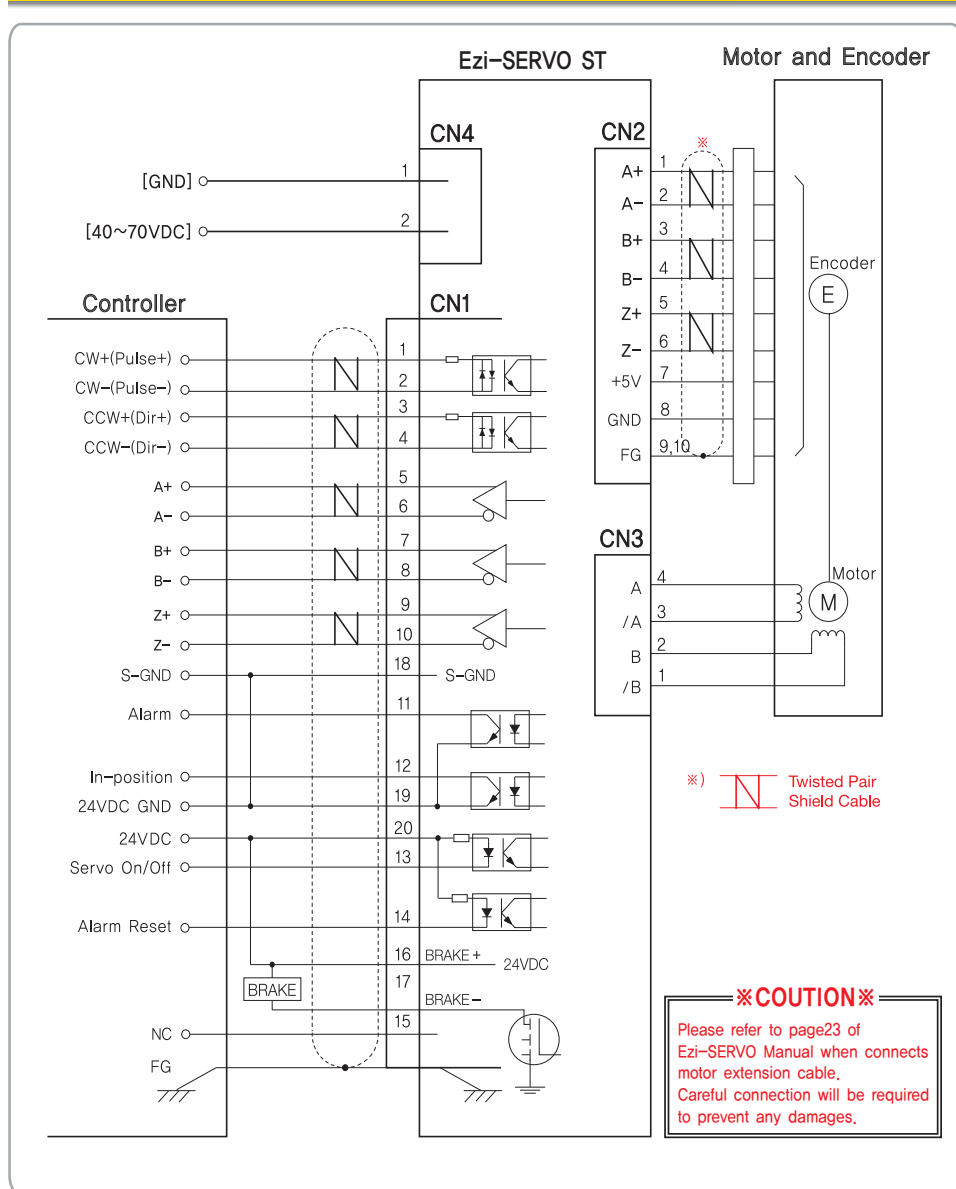 Ezi-SERVO ST
Motor and Encoder
CN4
1
[GND]
2
[40~70VDC]
CN2
※
A+ 1
A- 2
B+ 3
B- 4
Z+ 5
Z- 6
+5V 7
GND 8
FG 9,10
Encoder
E
Controller
CN1
CW+(Pulse+) 1
CW-(Pulse-) 2
CCW+(Dir+) 3
CCW-(Dir-) 4
A+ 5
A- 6
B+ 7
B- 8
Z+ 9
Z- 10
S-GND 18 S-GND
Alarm 11
In-position 12
24VDC GND 19
24VDC 20
Servo On/Off 13
Alarm Reset 14
16 BRAKE+ 24VDC
BRAKE 17
BRAKE-
NC 15
FG
CN3
A 4
/A 3
B 2
/B 1
Motor
M
※) Twisted Pair
Shield Cable
※COUTION※
Please refer to page23 of
Ezi-SERVO Manual when connects
motor extension cable.
Careful connection will be required
to prevent any damages.